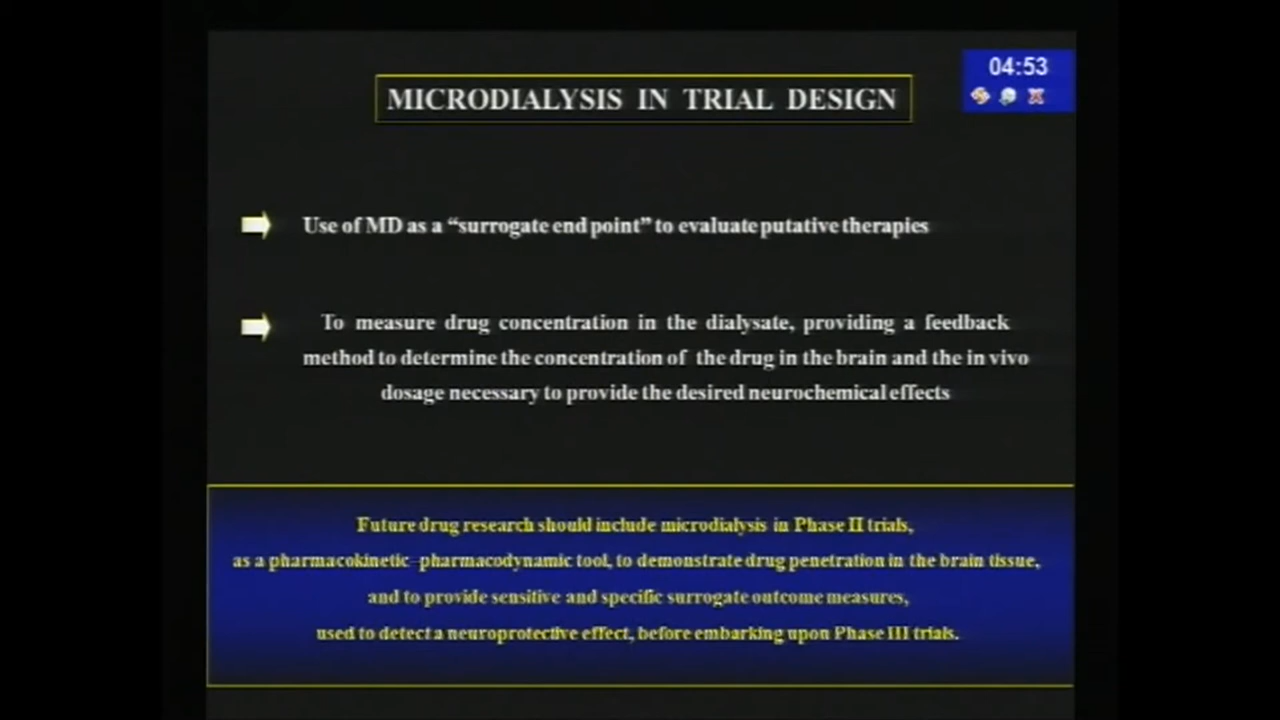 04:53
MICRODIALYSIS IN TRIAL DESIGN
Use of MD as a “surrogate end point” to evaluate putative therapies
To measure drug concentration in the dialysate, providing a feedback
method to determine the concentration of the drug in the brain and the in vivo
dosage necessary to provide the desired neurochemical effects
Future drug research should include microdialysis in Phase II trials,
as a pharmacokinetic–pharmacodynamic tool, to demonstrate drug penetration in the brain tissue,
and to provide sensitive and specific surrogate outcome measures,
used to detect a neuroprotective effect, before embarking upon Phase III trials.